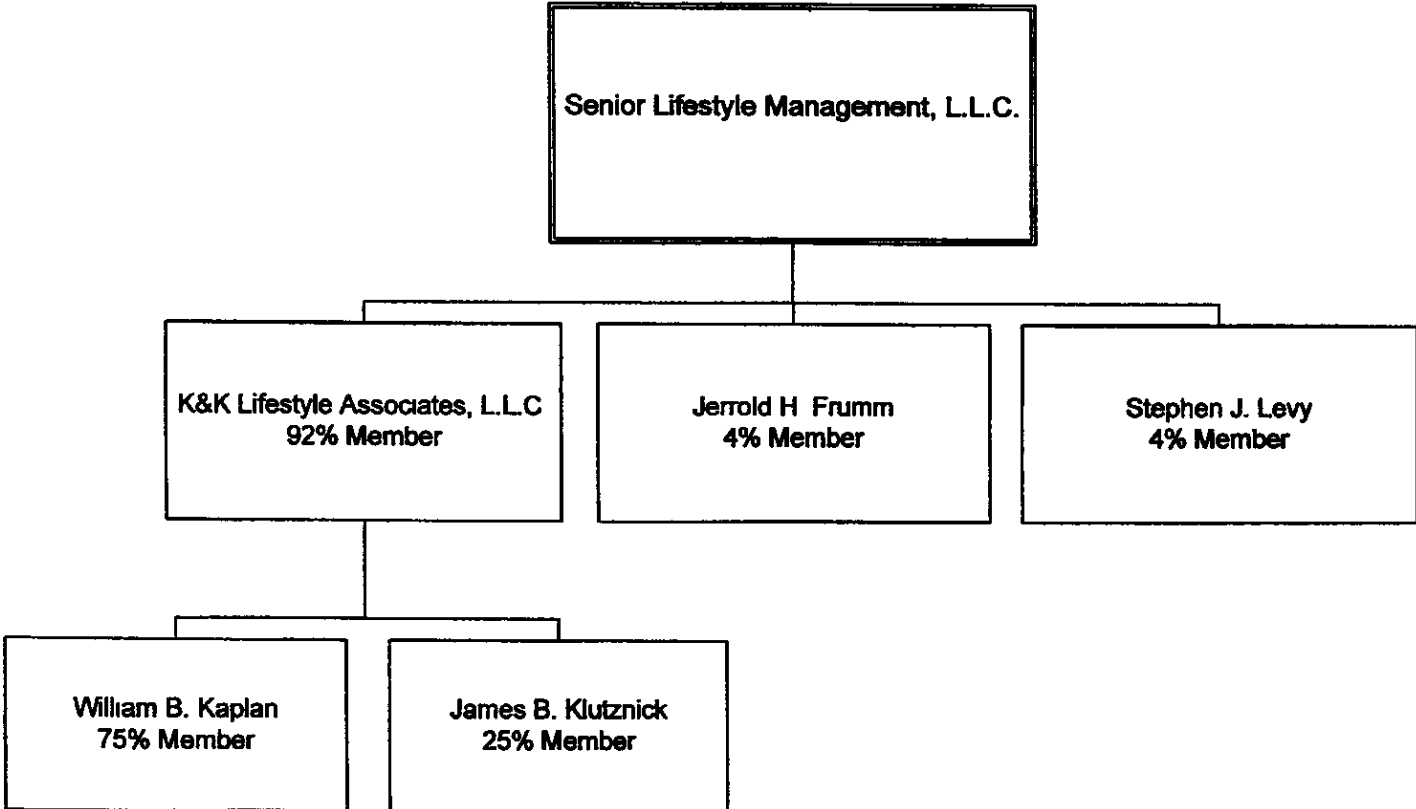 Senior Lifestyle Management, L.L.C.
K&K Lifestyle Associates, L.L.C
92% Member
Jerrold H Frumm
4% Member
Stephen J. Levy
4% Member
William B. Kaplan
75% Member
James B. Klutznick
25% Member